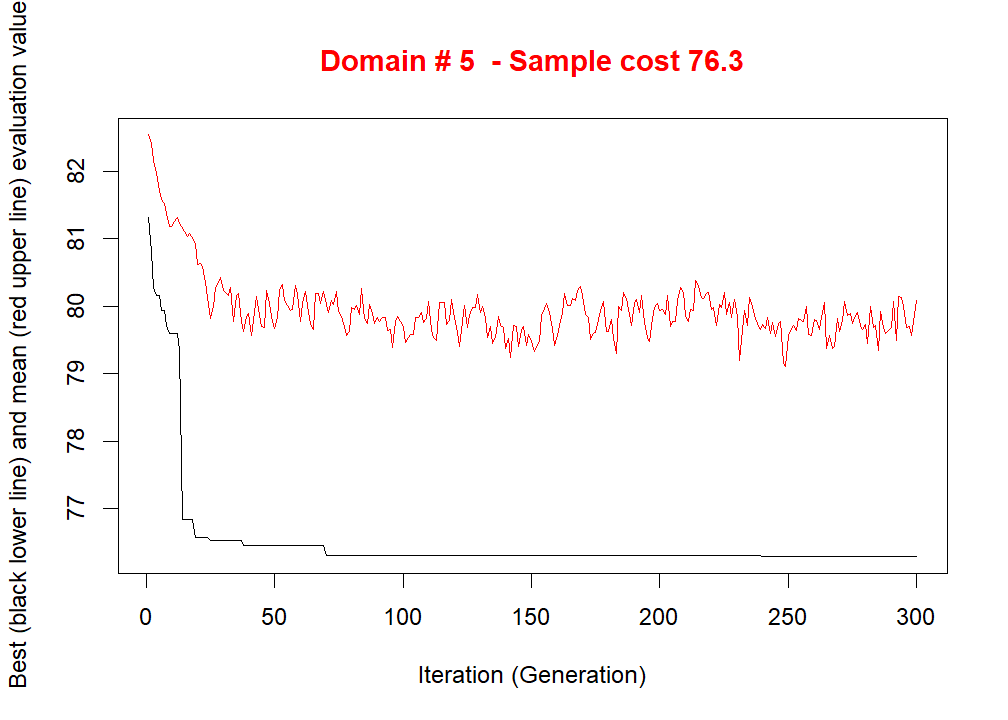 Domain # 5  - Sample cost 76.3
Best (black lower line) and mean (red upper line) evaluation value
82
81
80
79
78
77
0 50 100 150 200 250 300
Iteration (Generation)